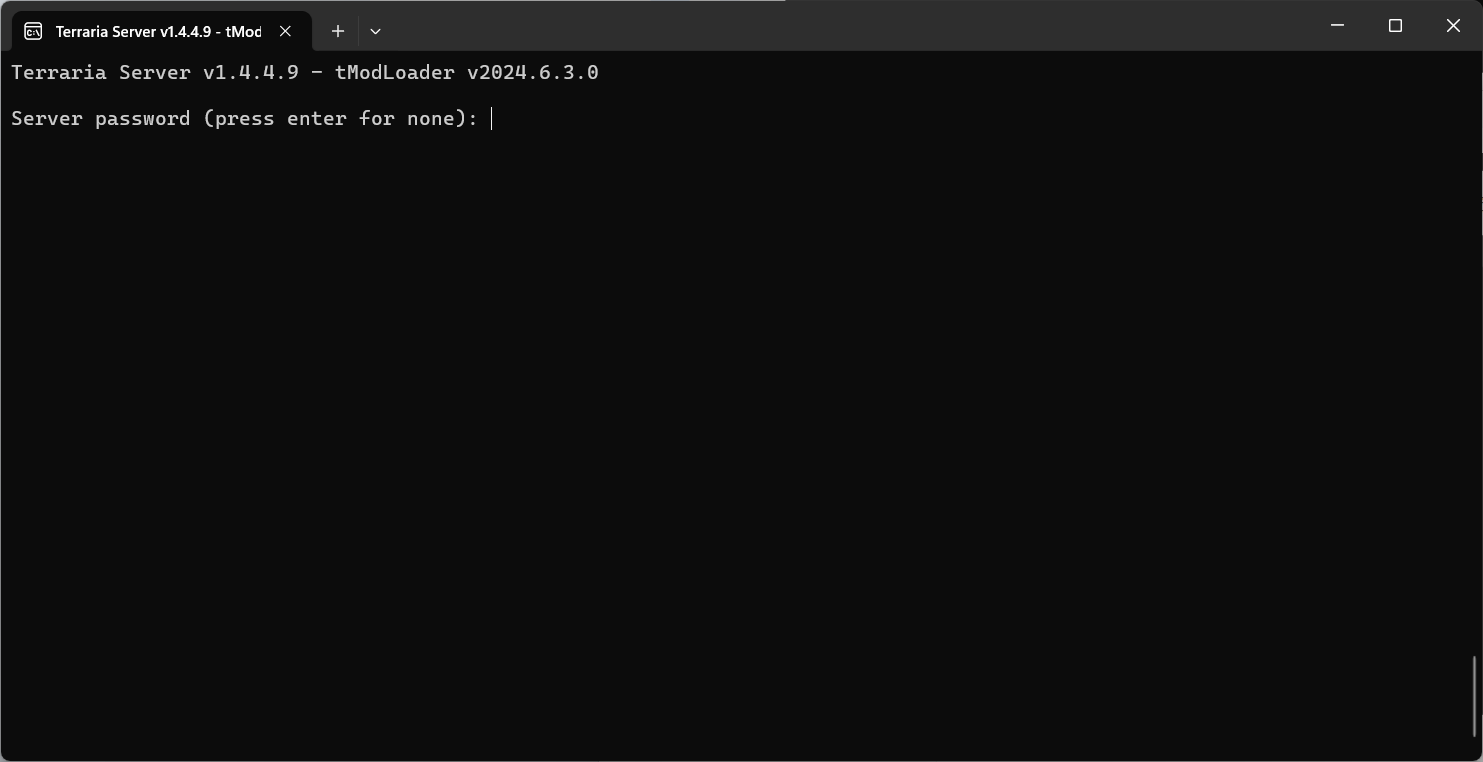 Terraria Server v1.4.4.9 - tMod
Terraria Server v1.4.4.9 - tModLoader v2024.6.3.0
Server password (press enter for none):